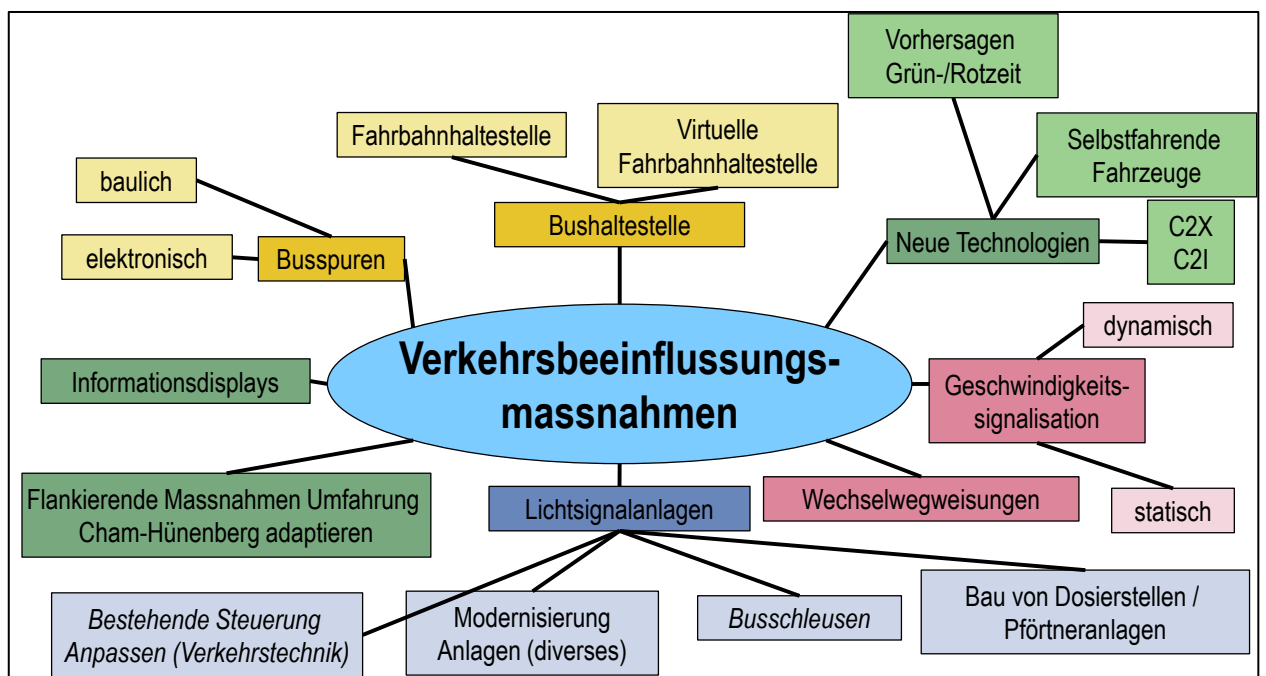 Vorhersagen
Grün-/Rotzeit
Fahrbahnhaltestelle
Virtuelle
Fahrbahnhaltestelle
Selbstfahrende
Fahrzeuge
baulich
Bushaltestelle
Neue Technologien
C2X
C2I
elektronisch
Busspuren
dynamisch
Verkehrsbeeinflussungs-
massnahmen
Informationsdisplays
Geschwindigkeits-
signalisation
Flankierende Massnahmen Umfahrung
Cham-Hünenberg adaptieren
Lichtsignalanlagen
Wechselwegweisungen
statisch
Bestehende Steuerung
Anpassen (Verkehrstechnik)
Modernisierung
Anlagen (diverses)
Busschleusen
Bau von Dosierstellen /
Pförtneranlagen